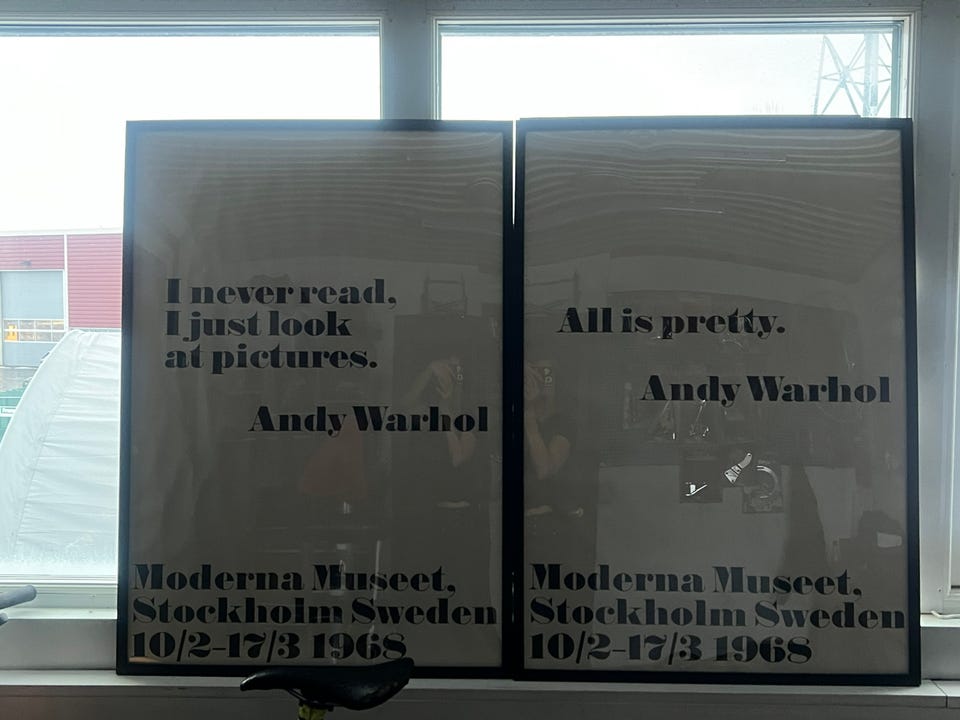 I never read,
I just look
at pictures.
Andy Warhol
Moderna Museet,
Stockholm Sweden
10/2–17/3 1968
All is pretty.
Andy Warhol
Moderna Museet,
Stockholm Sweden
10/2–17/3 1968